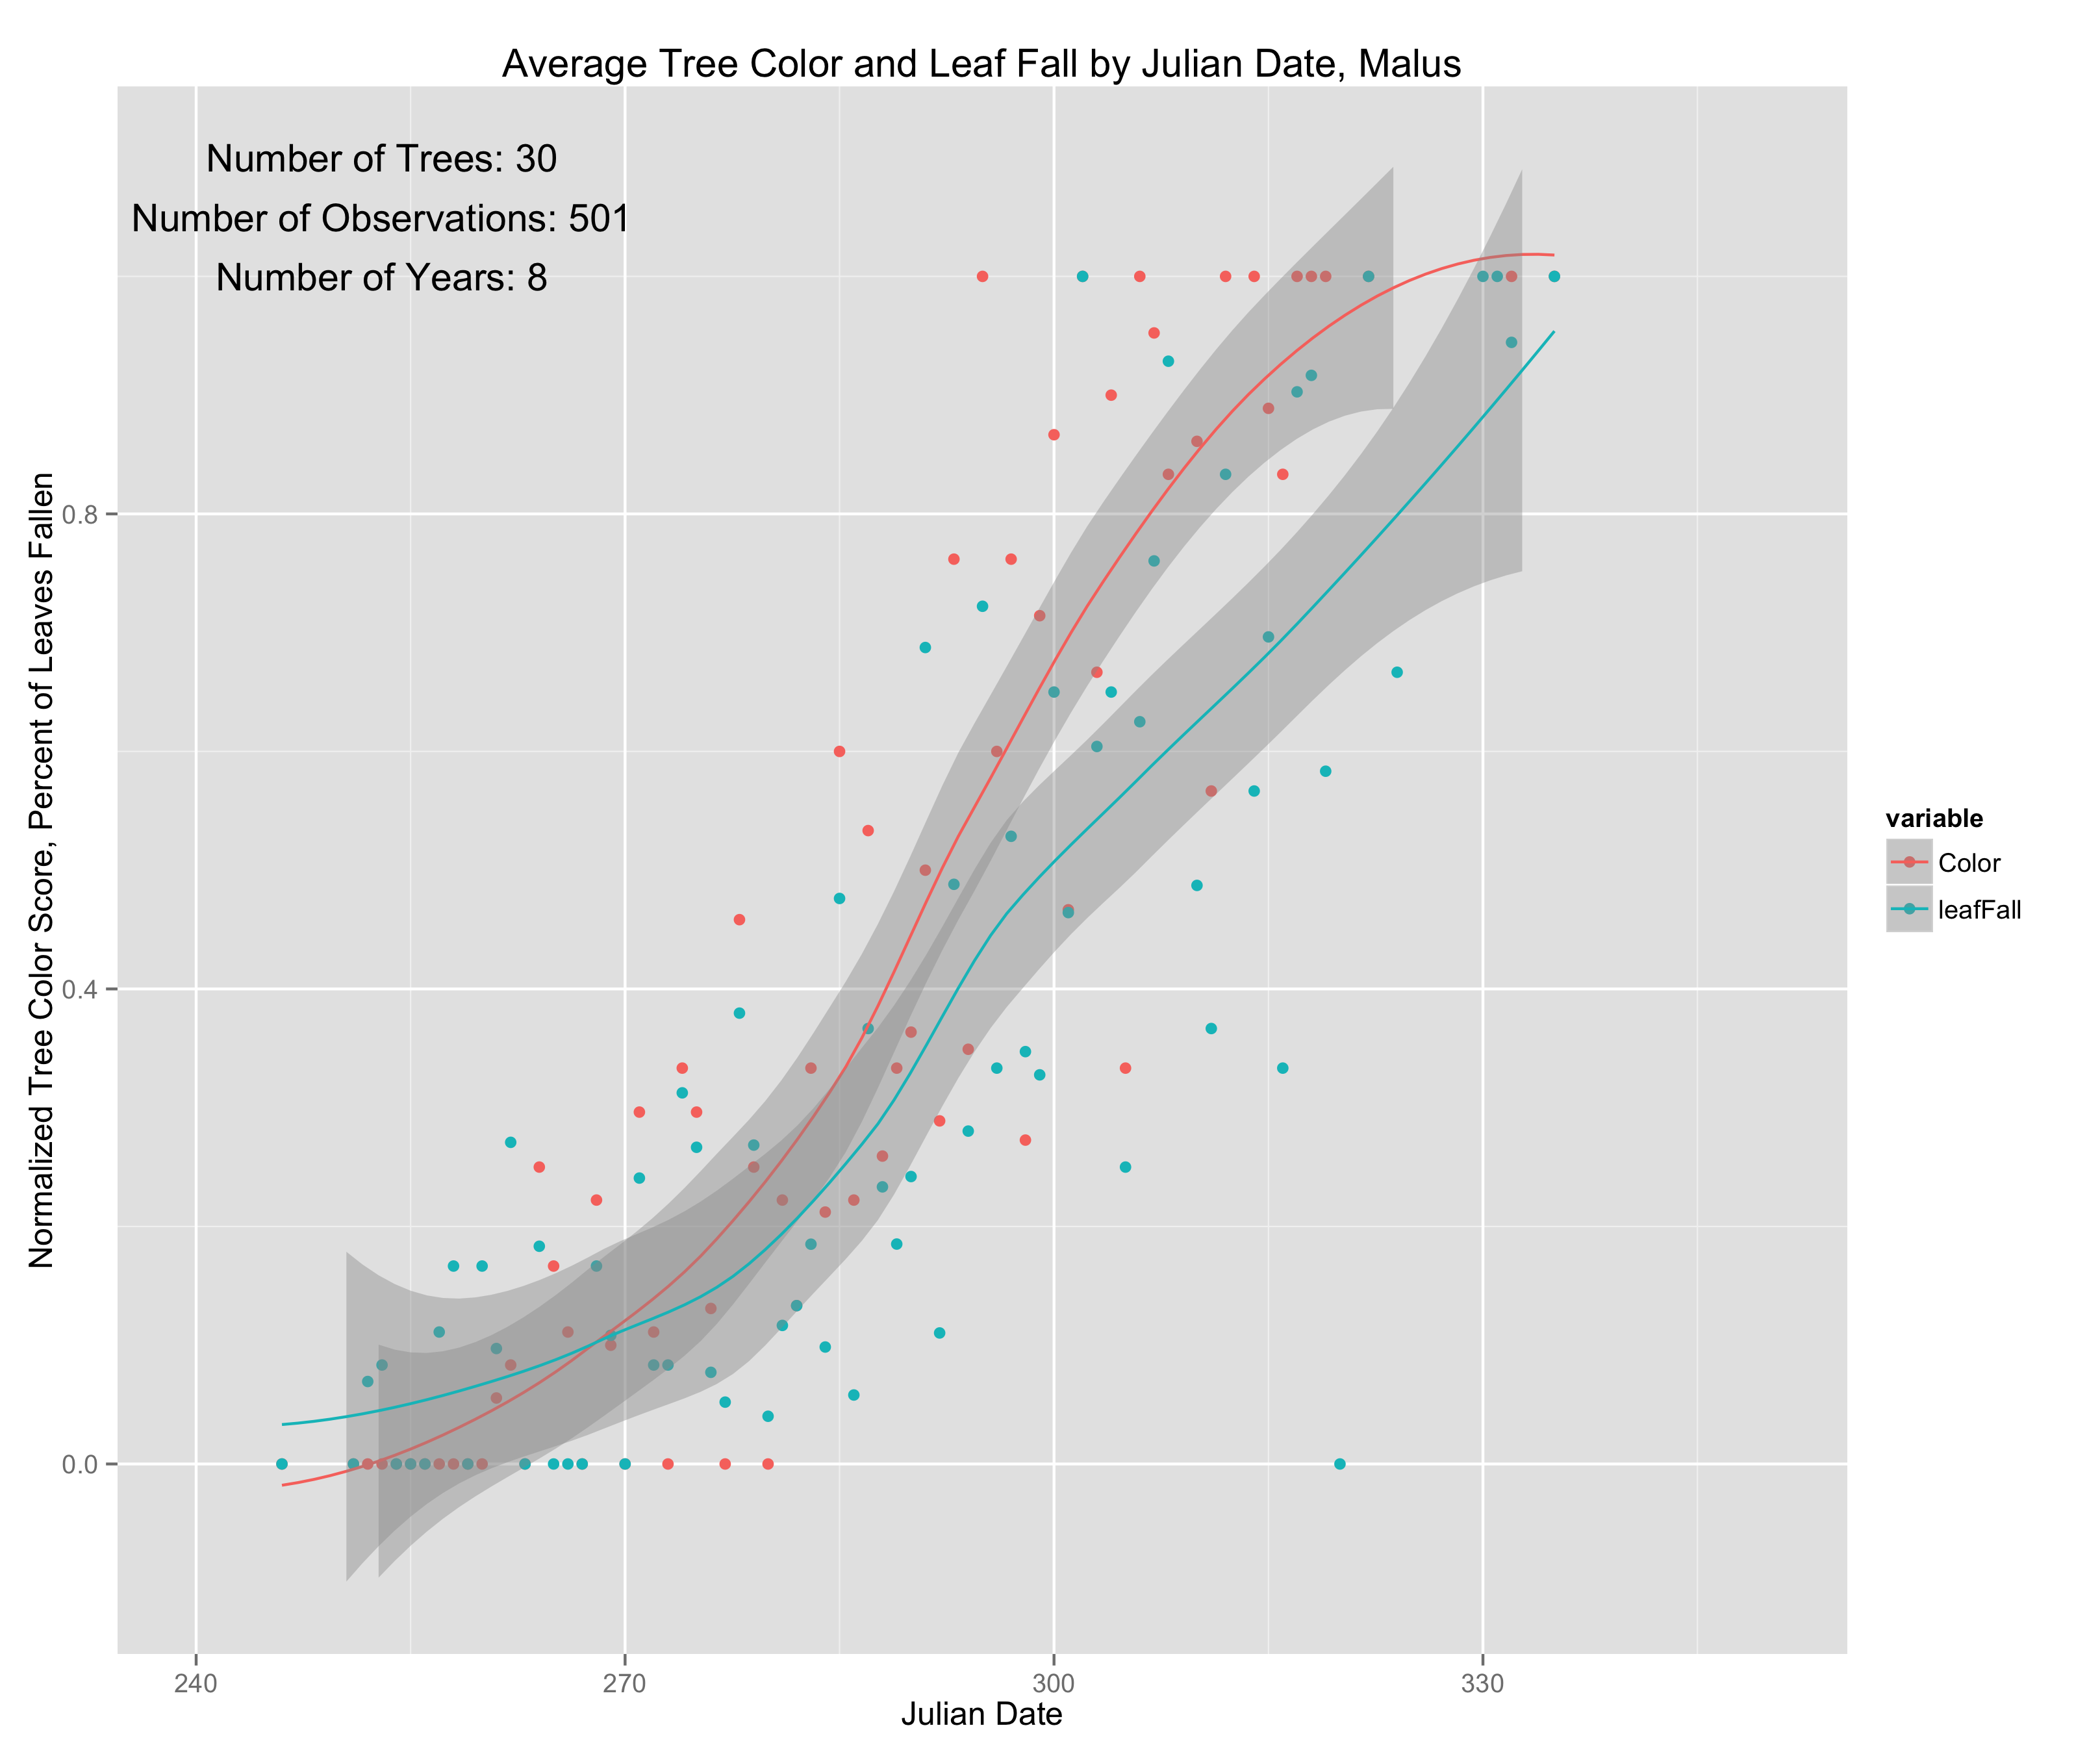 Average Tree Color and Leaf Fall by Julian Date, Malus
Number of Trees: 30
Number of Observations: 501
Number of Years: 8
Normalized Tree Color Score, Percent of Leaves Fallen
0.8
0.4
0.0
240
270
300
330
Julian Date
variable
Color
leafFall